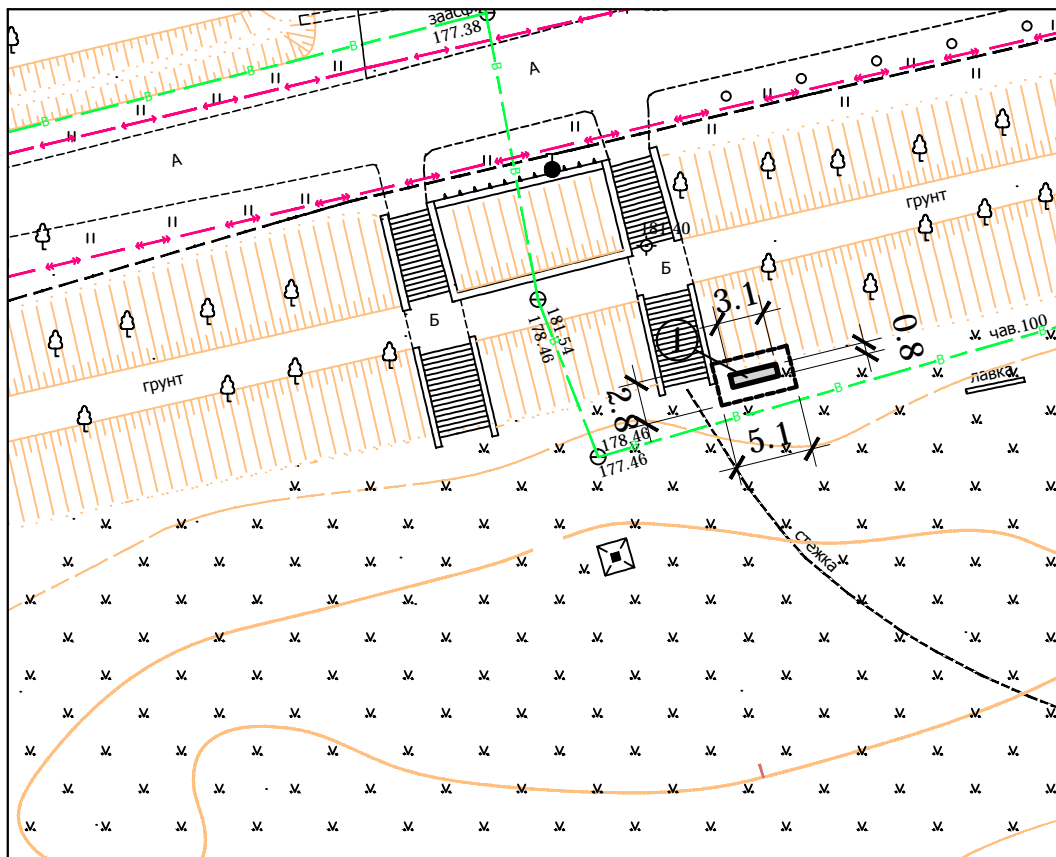 177.38
А
А
181.40
грунт
Б
3.1
1
181.54
178.46
Б
0.8
чав.100
грунт
лавка
2.8
178.46
177.46
5.1
стежка
В
В
В
В
В
В
В
В
В
В